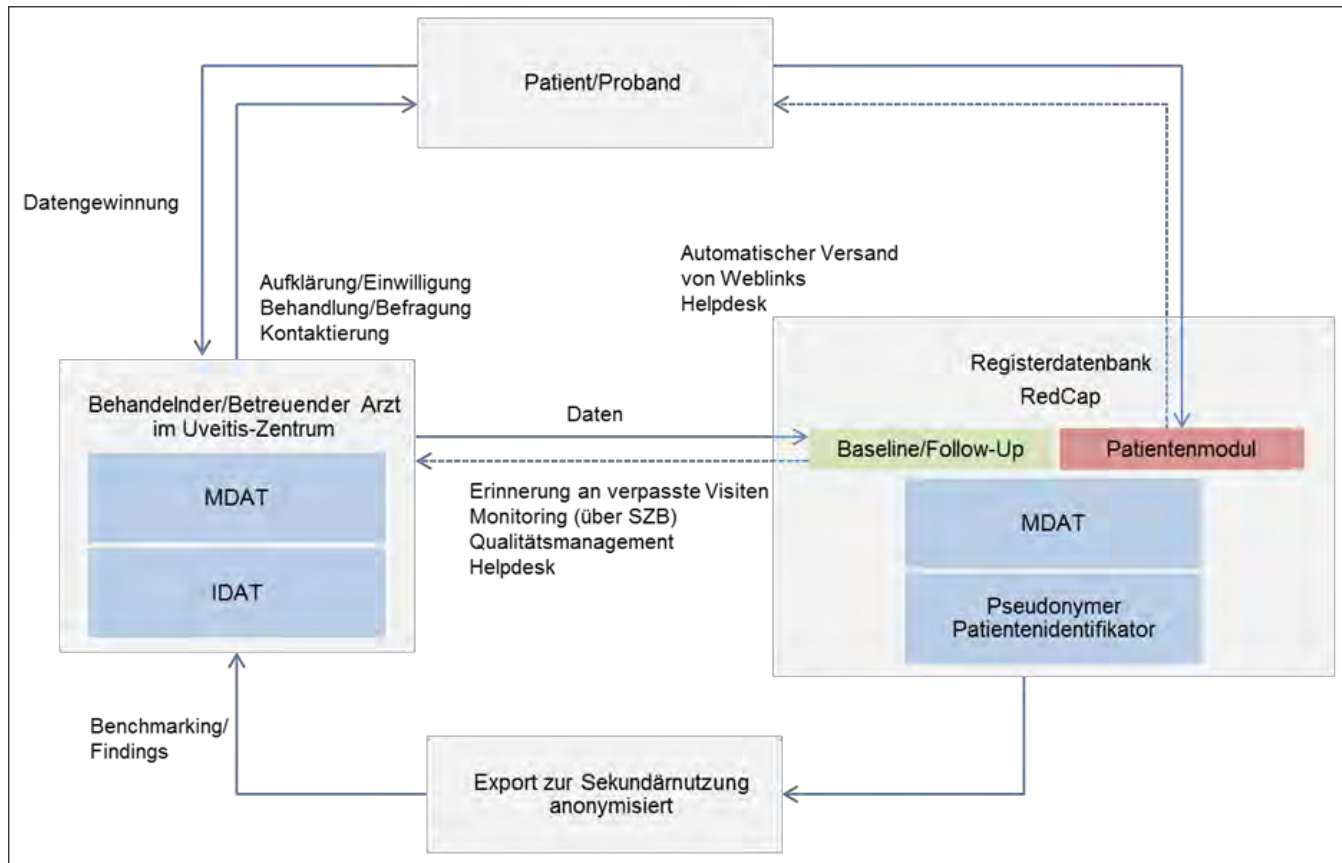 Patient/Proband
Datengewinnung
Aufklärung/Einwilligung
Behandlung/Befragung
Kontaktierung
Automatischer Versand
von Weblinks
Helpdesk
Behandelnder/Betreuender Arzt
im Uveitis-Zentrum
MDAT
IDAT
Daten
Erinnerung an verpasste Visiten
Monitoring (über SZB)
Qualitätsmanagement
Helpdesk
Registerdatenbank
RedCap
Baseline/Follow-Up
Patientenmodul
MDAT
Pseudonymer
Patientenidentifikator
Benchmarking/
Findings
Export zur Sekundärnutzung
anonymisiert